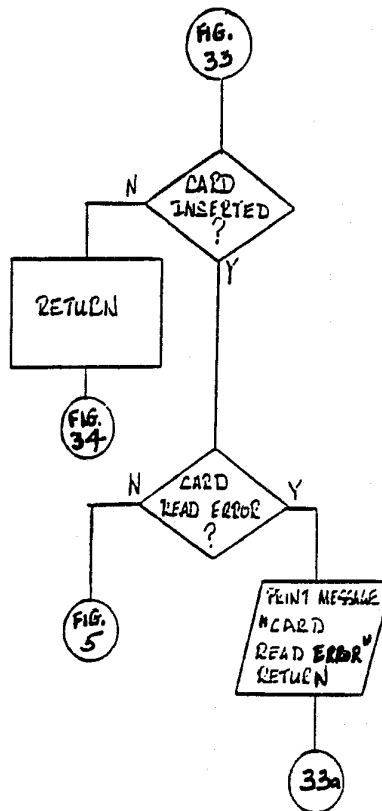 FIG.
33
CARD
INSERTED
?
N
Y
RETURN
FIG.
34
CARD
READ ERROR
?
N
Y
FIG.
5
PRINT MESSAGE
"CARD
READ ERROR"
RETURN
33a